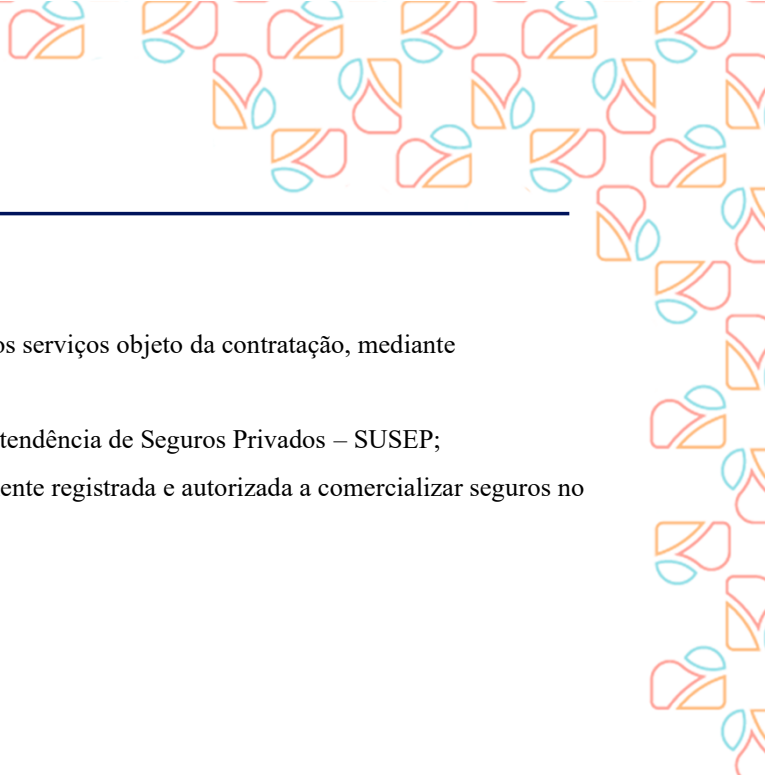 os serviços objeto da contratação, mediante
tendência de Seguros Privados – SUSEP;
ente registrada e autorizada a comercializar seguros no